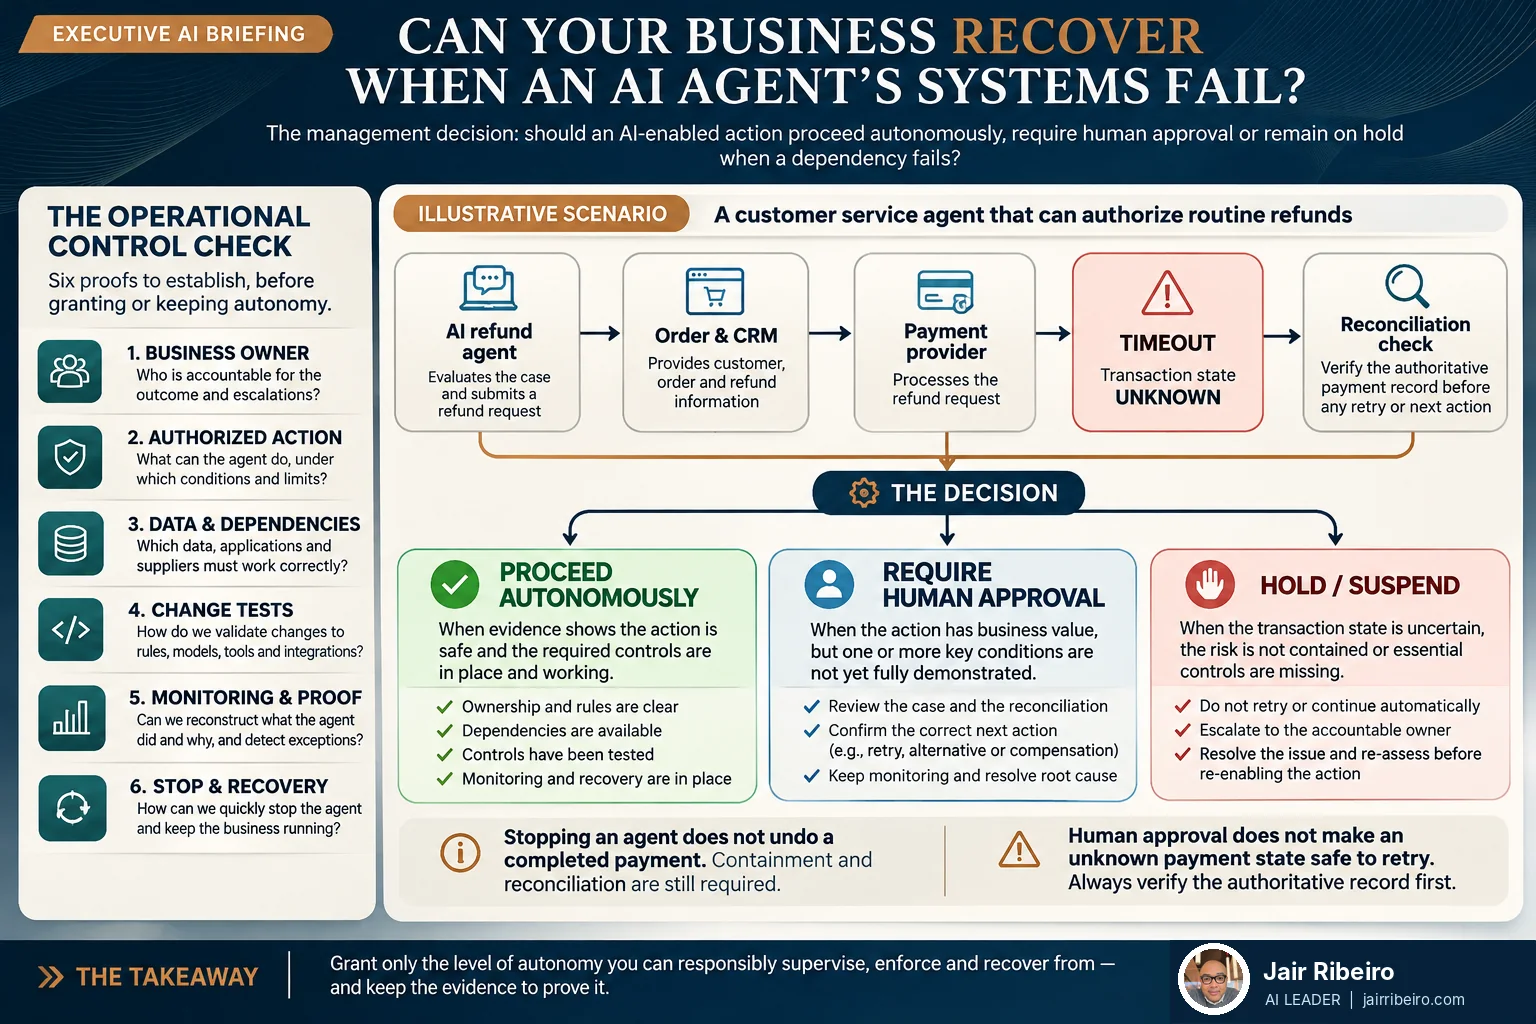 EXECUTIVE AI BRIEFING
CAN YOUR BUSINESS RECOVER
WHEN AN AI AGENT'S SYSTEMS FAIL?
The management decision: should an AI-enabled action proceed autonomously, require human approval or remain on hold
when a dependency fails?
THE OPERATIONAL
CONTROL CHECK
Six proofs to establish, before
granting or keeping autonomy.
1. BUSINESS OWNER
Who is accountable for the
outcome and escalations?
2. AUTHORIZED ACTION
What can the agent do, under
which conditions and limits?
3. DATA & DEPENDENCIES
Which data, applications and
suppliers must work correctly?
4. CHANGE TESTS
How do we validate changes to
rules, models, tools and integrations?
5. MONITORING & PROOF
Can we reconstruct what the agent
did and why, and detect exceptions?
6. STOP & RECOVERY
How can we quickly stop the agent
and keep the business running?
ILLUSTRATIVE SCENARIO
A customer service agent that can authorize routine refunds
AI refund
agent
Evaluates the case
and submits a
refund request
Order & CRM
Provides customer,
order and refund
information
Payment
provider
Processes the
refund request
TIMEOUT
Transaction state
UNKNOWN
Reconciliation
check
Verify the authoritative
payment record before
any retry or next action
THE DECISION
PROCEED
AUTONOMOUSLY
When evidence shows the action is
safe and the required controls are
in place and working.
Ownership and rules are clear
Dependencies are available
Controls have been tested
Monitoring and recovery are in place
REQUIRE
HUMAN APPROVAL
When the action has business value,
but one or more key conditions are
not yet fully demonstrated.
Review the case and the reconciliation
Confirm the correct next action
(e.g., retry, alternative or compensation)
Keep monitoring and resolve root cause
HOLD / SUSPEND
When the transaction state is uncertain,
the risk is not contained or essential
controls are missing.
Do not retry or continue automatically
Escalate to the accountable owner
Resolve the issue and re-assess before
re-enabling the action
Stopping an agent does not undo a
completed payment. Containment and
reconciliation are still required.
Human approval does not make an
unknown payment state safe to retry.
Always verify the authoritative record first.
THE TAKEAWAY
Grant only the level of autonomy you can responsibly supervise, enforce and recover from —
and keep the evidence to prove it.
Jair Ribeiro
AI LEADER | jairribeiro.com